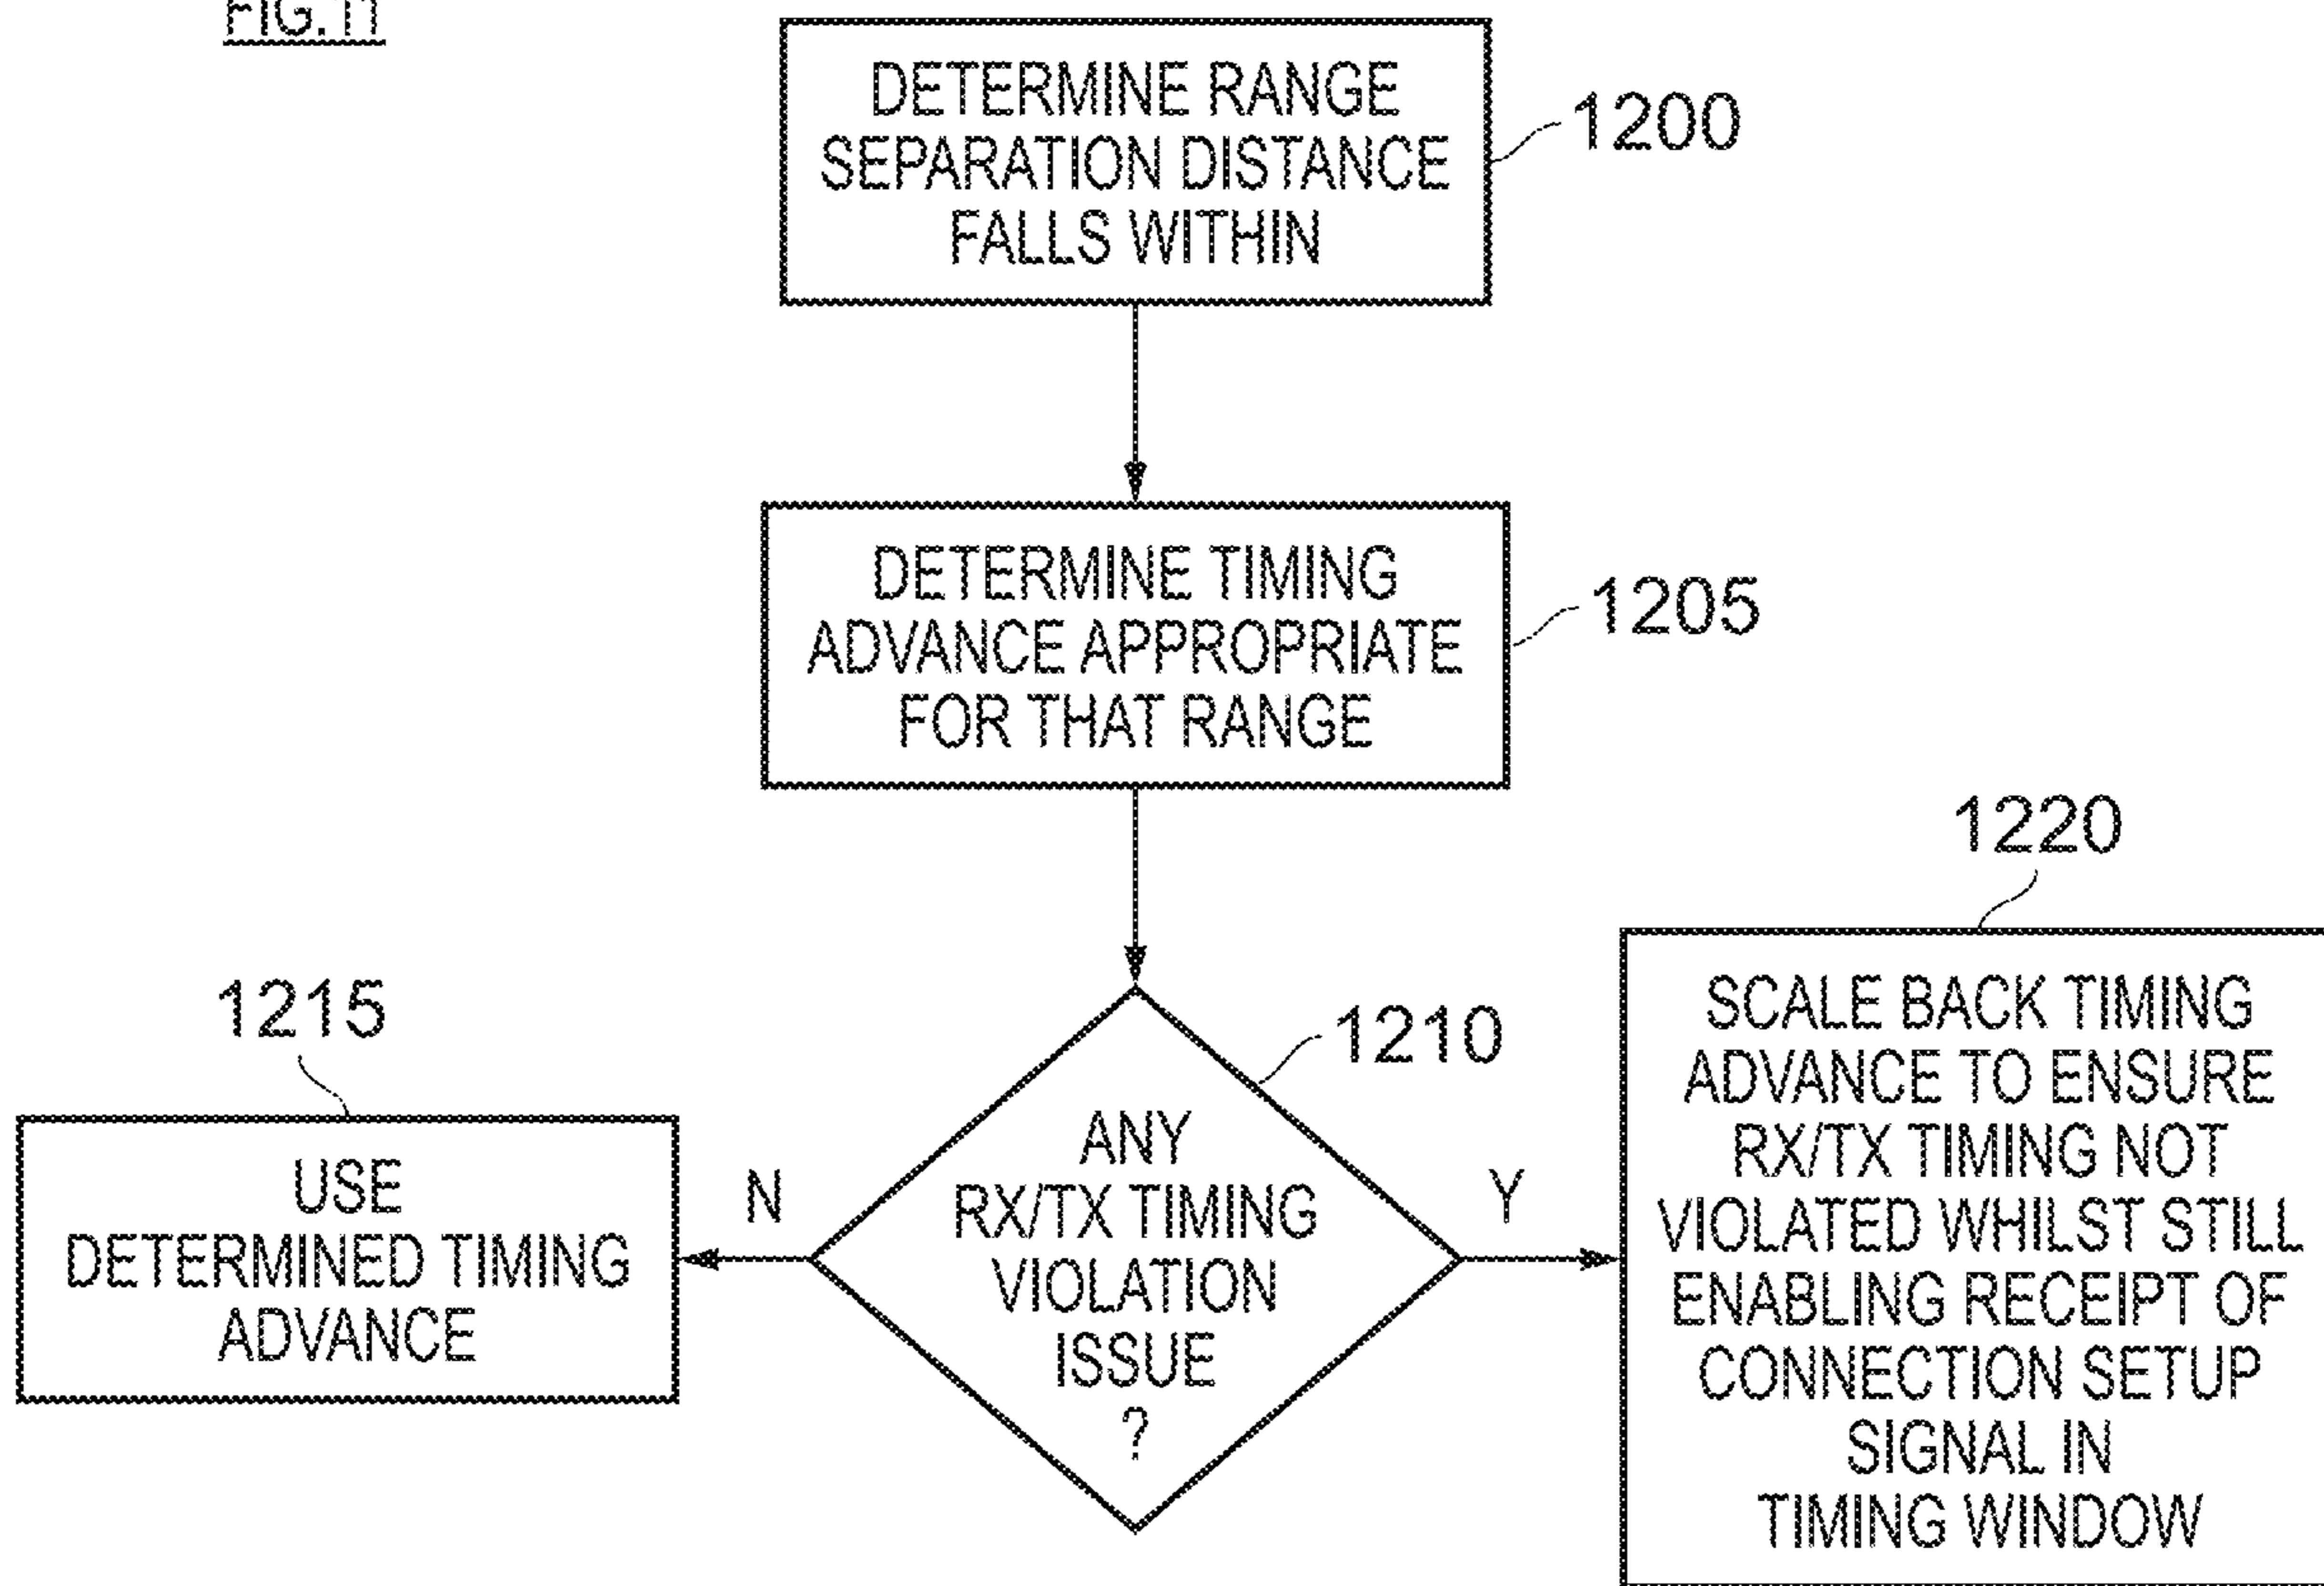 FIG.11
DETERMINE RANGE
SEPARATION DISTANCE
FALLS WITHIN
1200
DETERMINE TIMING
ADVANCE APPROPRIATE
FOR THAT RANGE
1205
ANY
RX/TX TIMING
VIOLATION
ISSUE
?
1210
N
Y
1215
USE
DETERMINED TIMING
ADVANCE
1220
SCALE BACK TIMING
ADVANCE TO ENSURE
RX/TX TIMING NOT
VIOLATED WHILST STILL
ENABLING RECEIPT OF
CONNECTION SETUP
SIGNAL IN
TIMING WINDOW